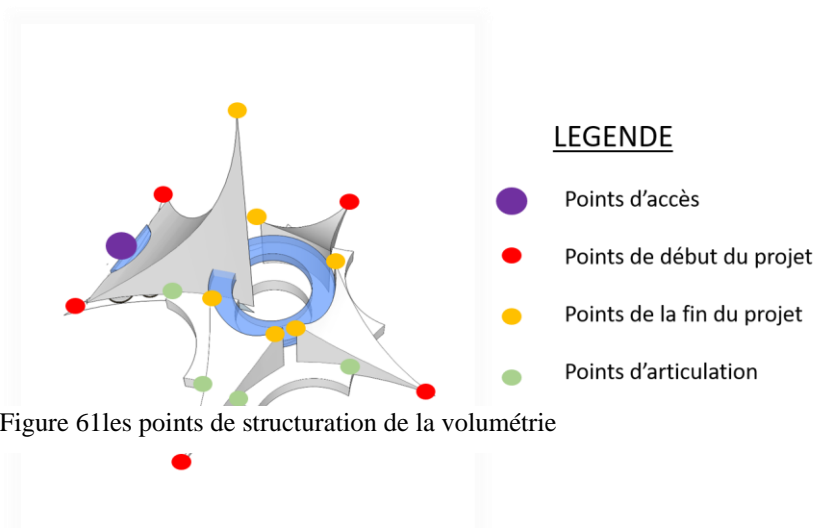 LEGENDE
Points d’accès
Points de début du projet
Points de la fin du projet
Points d’articulation
Figure 61les points de structuration de la volumétrie